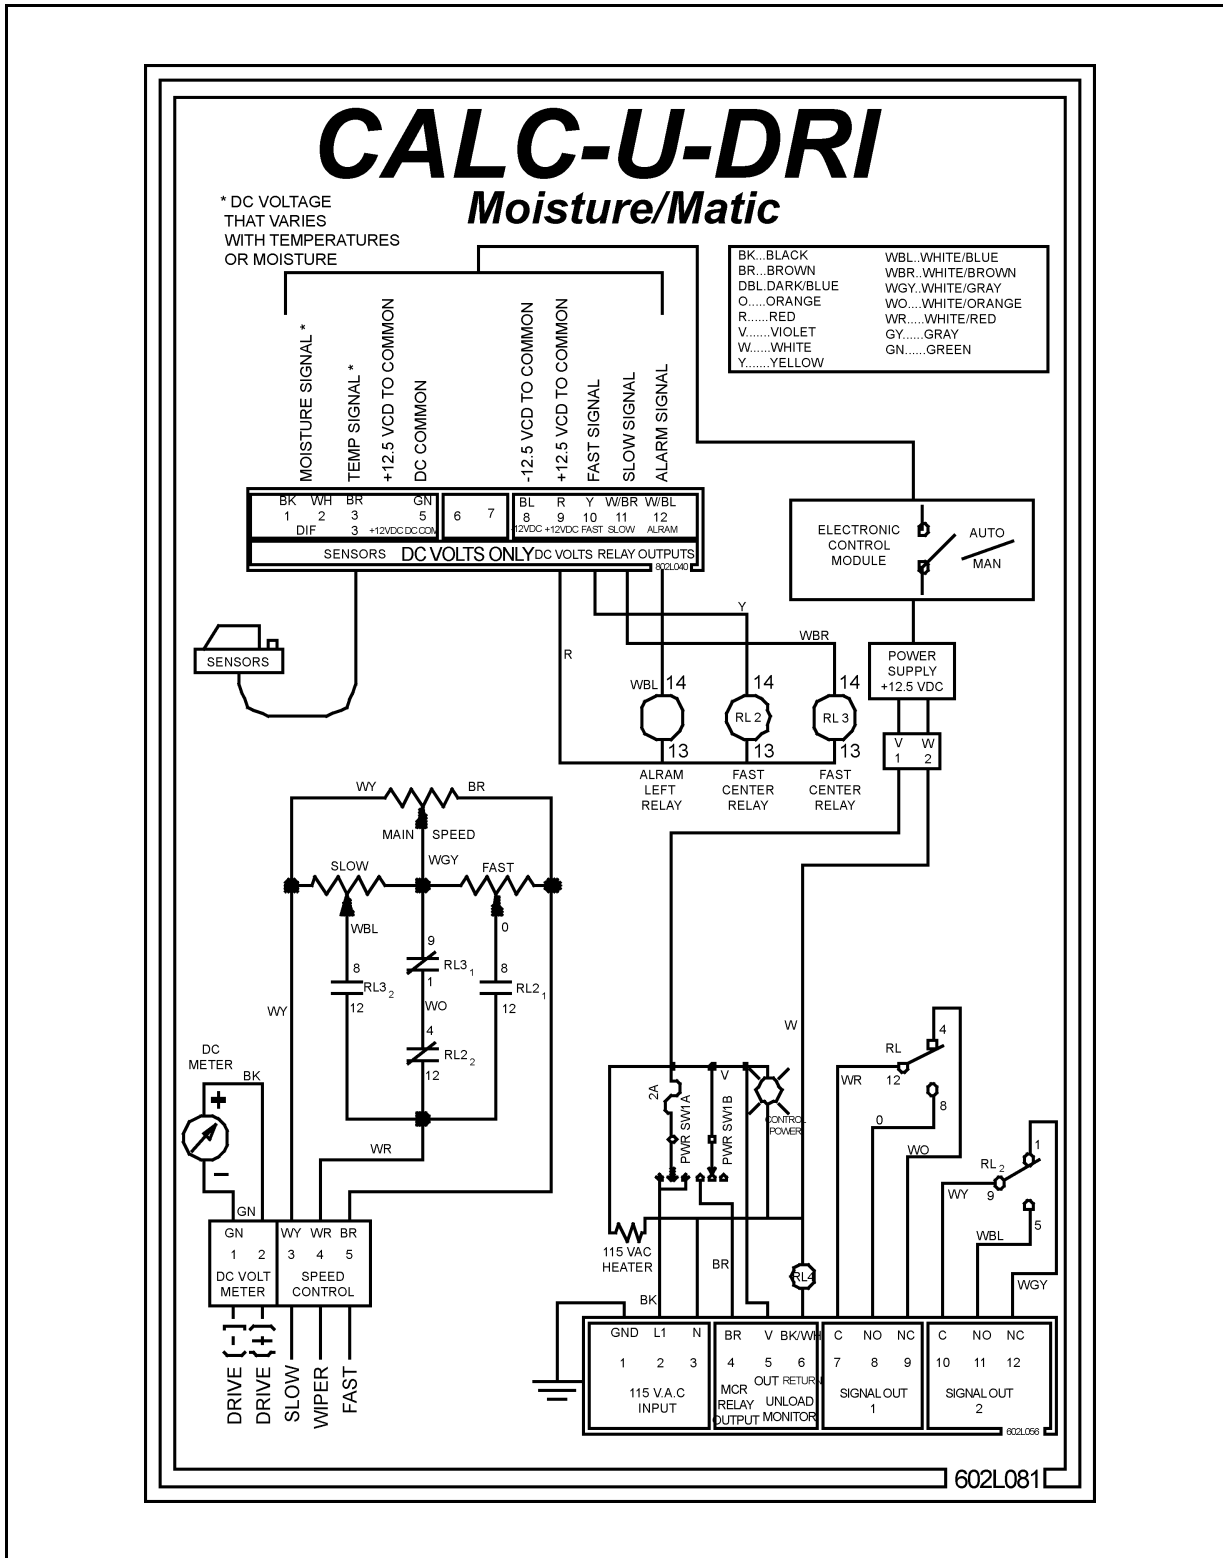 CALC-U-DRI
Moisture/Matic
* DC VOLTAGE
THAT VARIES
WITH TEMPERATURES
OR MOISTURE
BK...BLACK
BR...BROWN
DBL.DARK/BLUE
O.....ORANGE
R......RED
V.......VIOLET
W......WHITE
Y.......YELLOW
WBL..WHITE/BLUE
WBR..WHITE/BROWN
WGY..WHITE/GRAY
WO....WHITE/ORANGE
WR.....WHITE/RED
GY......GRAY
GN......GREEN
MOISTURE SIGNAL *
TEMP SIGNAL *
+12.5 VCD TO COMMON
DC COMMON
-12.5 VCD TO COMMON
+12.5 VCD TO COMMON
FAST SIGNAL
SLOW SIGNAL
ALARM SIGNAL
BK WH BR GN
1 2 3 5
DIF 3 +12VDC DC COM
6 7
BL R Y W/BR W/BL
8 9 10 11 12
-12VDC +12VDC FAST SLOW ALRAM
SENSORS DC VOLTS ONLY DC VOLTS RELAY OUTPUTS
802L040
ELECTRONIC
CONTROL
MODULE
AUTO
MAN
POWER
SUPPLY
+12.5 VDC
V W
1 2
SENSORS
R
Y
WBR
WBL 14
14
14
RL 2
RL 3
13
13
13
ALRAM
LEFT
RELAY
FAST
CENTER
RELAY
FAST
CENTER
RELAY
WY BR
MAIN SPEED
WGY
SLOW
FAST
WBL
0
9
RL3 1
1
8
RL3 2
12
8
RL2 1
12
WO
4
RL2 2
12
WY
WR
DC
METER
BK
+
−
GN
GN
1 2
DC VOLT
METER
WY WR BR
3 4 5
SPEED
CONTROL
(-)
(+)
DRIVE
DRIVE
SLOW
WIPER
FAST
W
2A
PWR SW1A
V
PWR SW1B
CONTROL
POWER
115 VAC
HEATER
BK
BR
RL4
RL
4
12
8
WR
0
WO
RL 2
1
9
5
WY
WBL
WGY
GND L1 N
1 2 3
115 V.A.C
INPUT
BR V BK/WH
4 5 6
OUT RETURN
MCR
RELAY
OUTPUT
UNLOAD
MONITOR
C NO NC
7 8 9
SIGNAL OUT
1
C NO NC
10 11 12
SIGNAL OUT
2
602L056
602L081